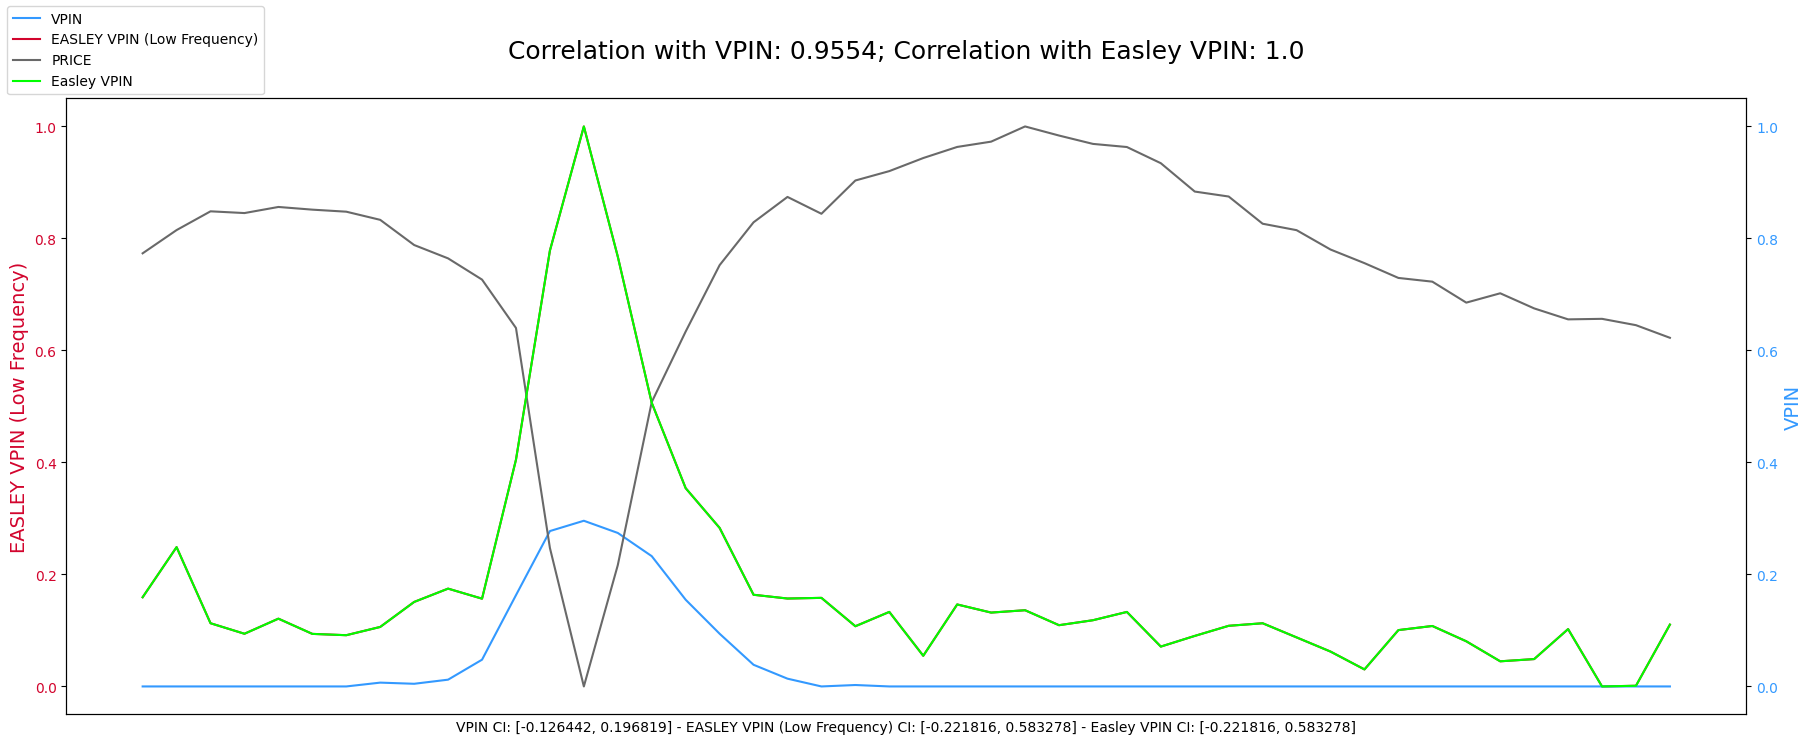 VPIN
EASLEY VPIN (Low Frequency)
PRICE
Easley VPIN
Correlation with VPIN: 0.9554; Correlation with Easley VPIN: 1.0
EASLEY VPIN (Low Frequency)
1.0
0.8
0.6
0.4
0.2
0.0
1.0
0.8
0.6
0.4
0.2
0.0
VPIN
VPIN CI: [-0.126442, 0.196819] - EASLEY VPIN (Low Frequency) CI: [-0.221816, 0.583278] - Easley VPIN CI: [-0.221816, 0.583278]